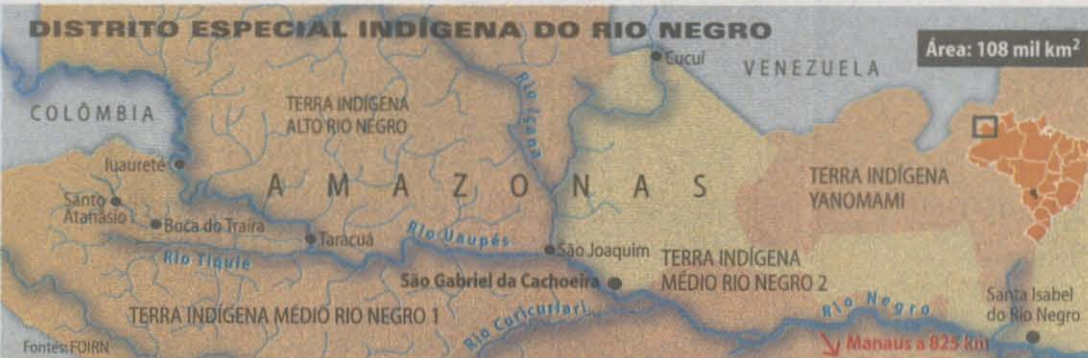 DISTRITO ESPECIAL INDÍGENA DO RIO NEGRO
Área: 108 mil km²
Cucuí
VENEZUELA
COLÔMBIA
TERRA INDÍGENA
ALTO RIO NEGRO
Rio Içana
Iuaureté
AMAZONAS
TERRA INDÍGENA
YANOMAMI
Santo
Atanásio
Boca do Traíra
Taracuá
Rio Uaupés
São Joaquim
Rio Tiquie
TERRA INDÍGENA
MÉDIO RIO NEGRO 2
São Gabriel da Cachoeira
TERRA INDÍGENA MÉDIO RIO NEGRO 1
Rio Curicuriari
Rio Negro
Santa Isabel
do Rio Negro
Manaus a 825 km
Fontes: FOIRN